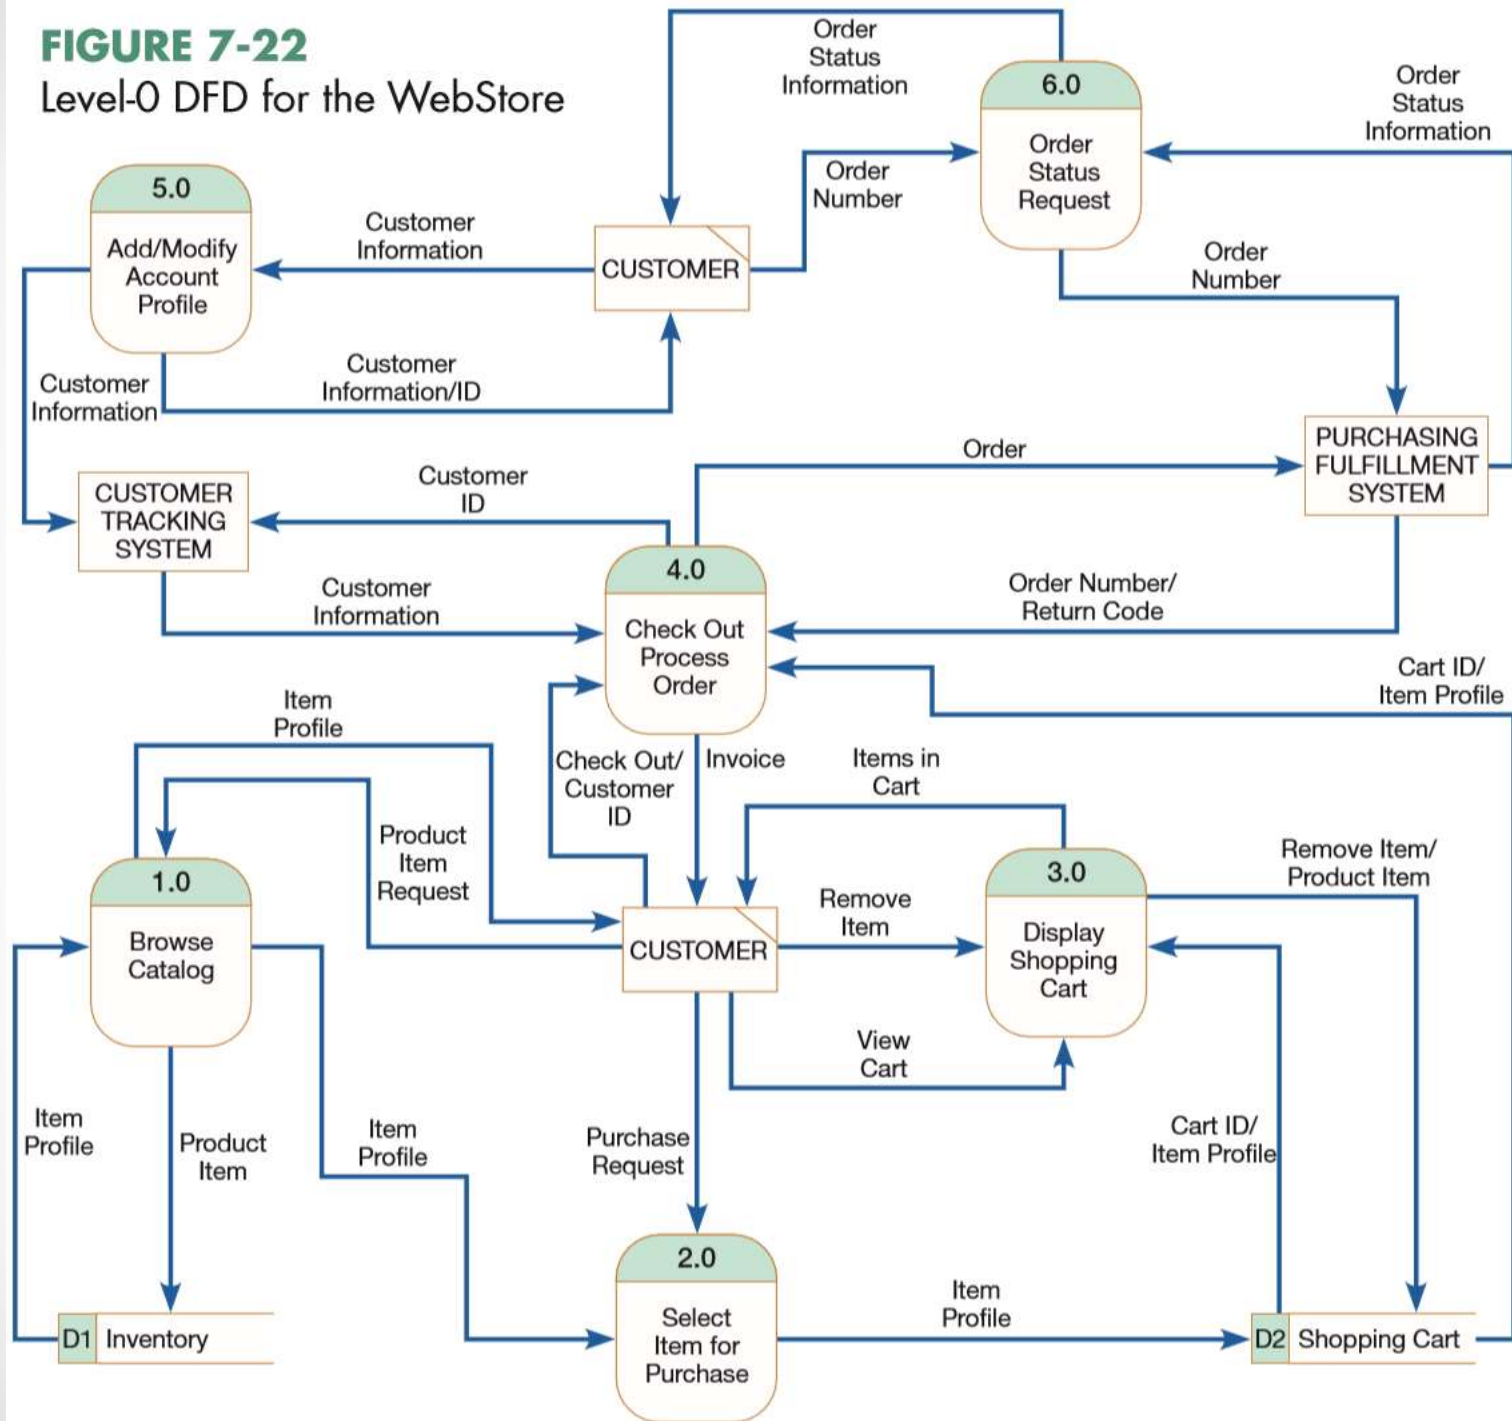 FIGURE 7-22
Level-0 DFD for the WebStore
Order
Status
Information
6.0
Order
Status
Request
Order
Status
Information
5.0
Add/Modify
Account
Profile
Customer
Information
CUSTOMER
Order
Number
Order
Number
Customer
Information
Customer
Information/ID
PURCHASING
FULFILLMENT
SYSTEM
Order
CUSTOMER
TRACKING
SYSTEM
Customer
ID
4.0
Check Out
Process
Order
Customer
Information
Order Number/
Return Code
Cart ID/
Item Profile
Item
Profile
Check Out/
Customer
ID
Invoice
Items in
Cart
Product
Item
Request
1.0
Browse
Catalog
CUSTOMER
Remove
Item
3.0
Display
Shopping
Cart
Remove Item/
Product Item
View
Cart
Item
Profile
Product
Item
Item
Profile
Purchase
Request
Cart ID/
Item Profile
2.0
Select
Item for
Purchase
Item
Profile
D1 Inventory
D2 Shopping Cart